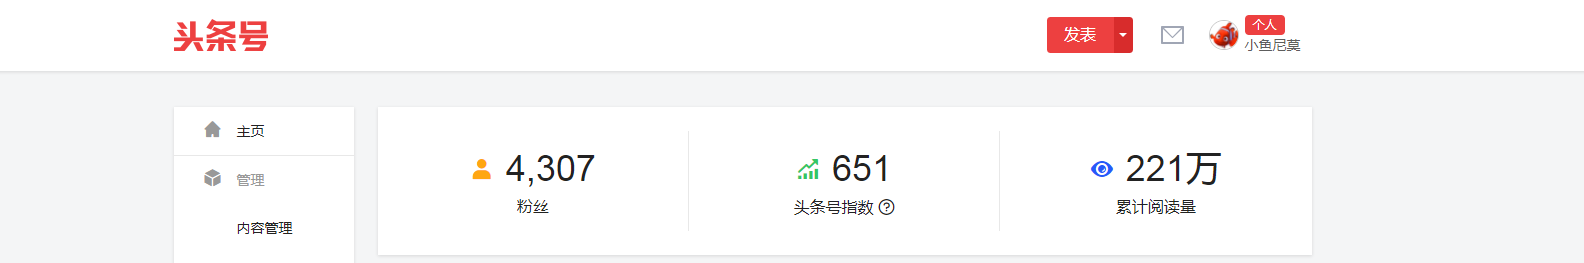 头条号
发表
个人
小鱼尼莫
主页
管理
内容管理
4,307
粉丝
651
头条号指数 ?
221万
累计阅读量